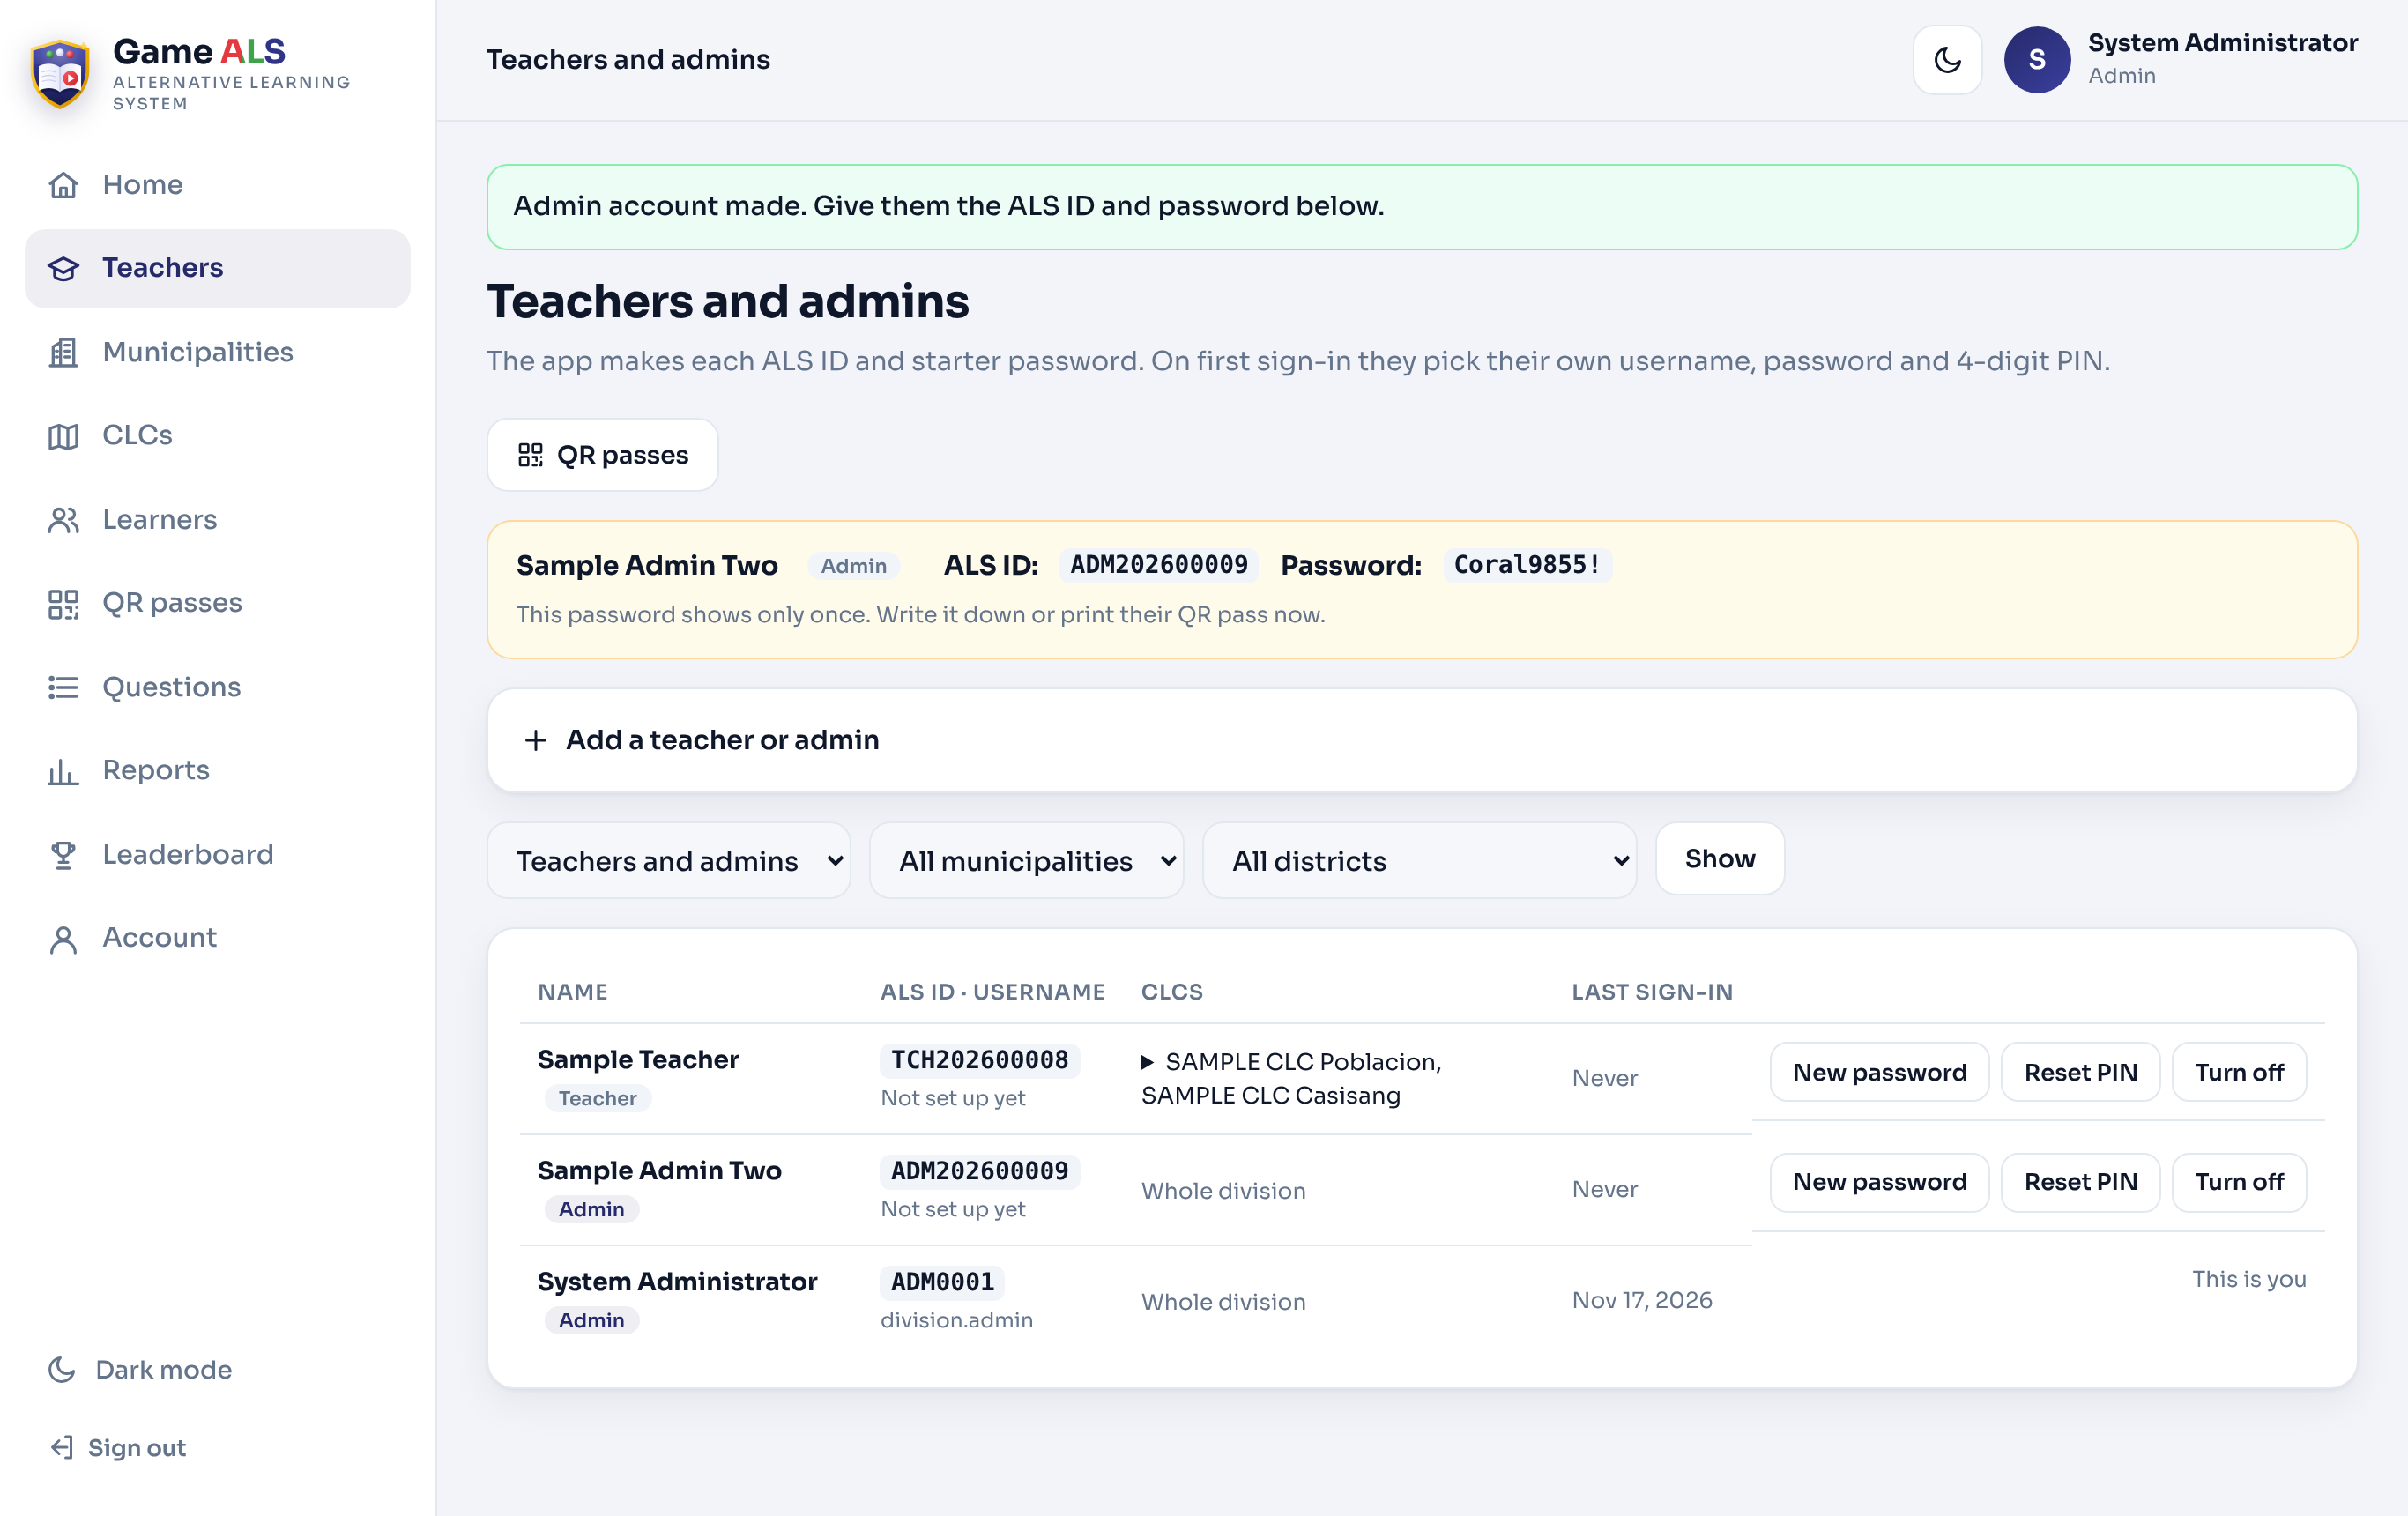 Game ALS
ALTERNATIVE LEARNING
SYSTEM
Home
Teachers
Municipalities
CLCs
Learners
QR passes
Questions
Reports
Leaderboard
Account
Dark mode
Sign out
Teachers and admins
S
System Administrator
Admin
Admin account made. Give them the ALS ID and password below.
Teachers and admins
The app makes each ALS ID and starter password. On first sign-in they pick their own username, password and 4-digit PIN.
QR passes
Sample Admin Two Admin ALS ID: ADM202600009 Password: Coral9855!
This password shows only once. Write it down or print their QR pass now.
+ Add a teacher or admin
Teachers and admins All municipalities All districts Show
NAME ALS ID · USERNAME CLCS LAST SIGN-IN
Sample Teacher
Teacher
TCH202600008
Not set up yet
SAMPLE CLC Poblacion,
SAMPLE CLC Casisang
Never
New password Reset PIN Turn off
Sample Admin Two
Admin
ADM202600009
Not set up yet
Whole division
Never
New password Reset PIN Turn off
System Administrator
Admin
ADM0001
division.admin
Whole division
Nov 17, 2026
This is you